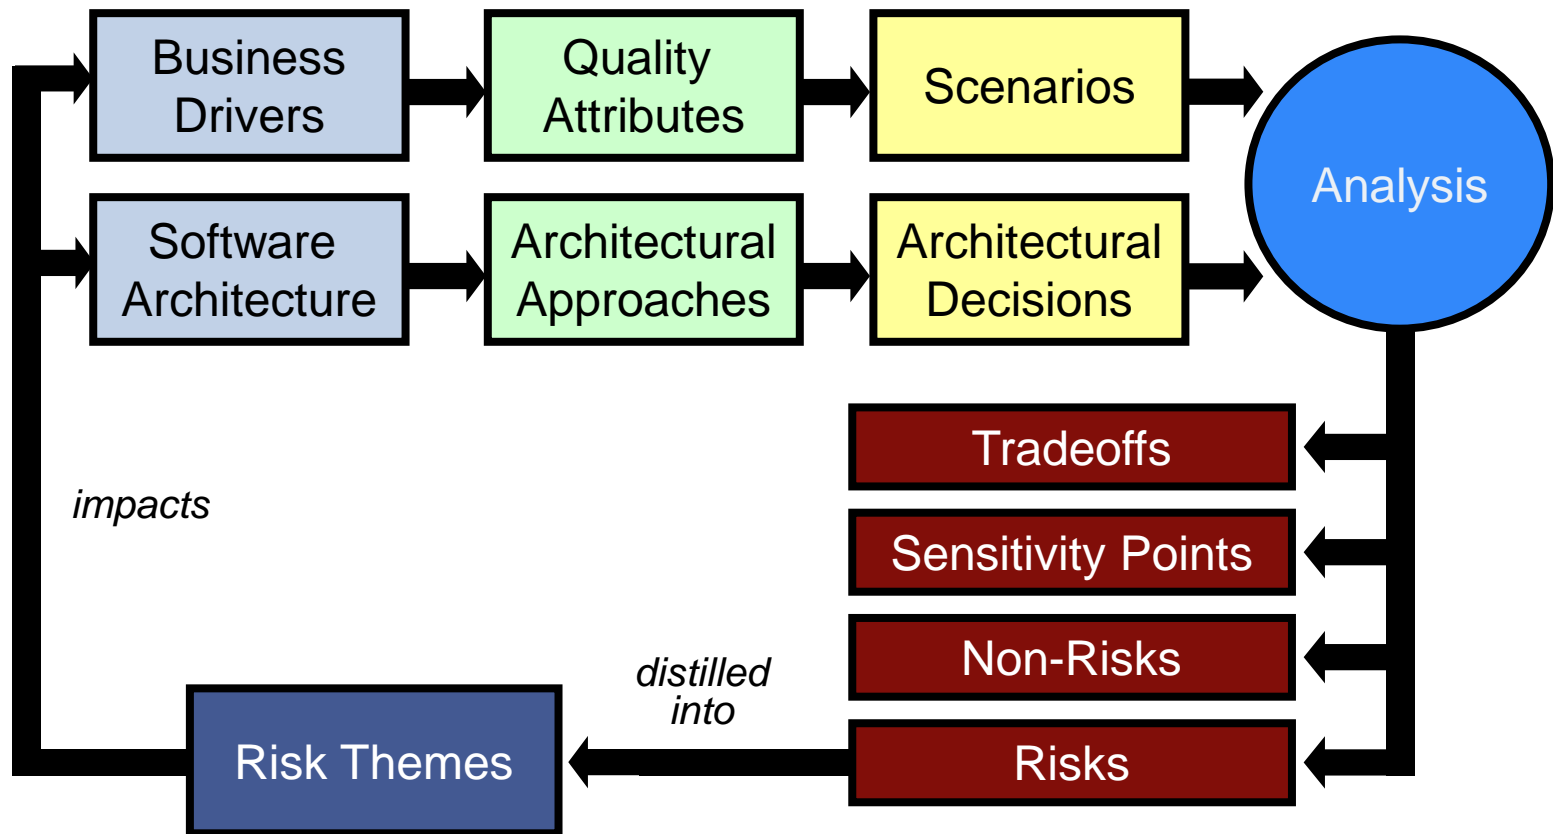 Business
Drivers
Quality
Attributes
Scenarios
Analysis
Software
Architecture
Architectural
Approaches
Architectural
Decisions
Tradeoffs
impacts
Sensitivity Points
Non-Risks
distilled
into
Risk Themes
Risks